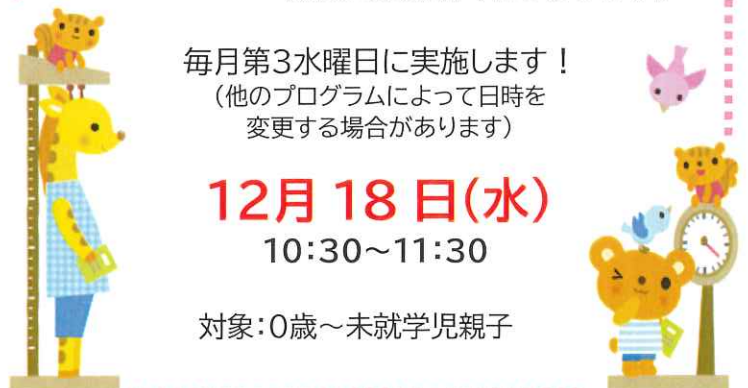 毎月第3水曜日に実施します！
（他のプログラムによって日時を
変更する場合があります）
12月 18 日(水)
10:30～11:30
対象:0歳～未就学児親子